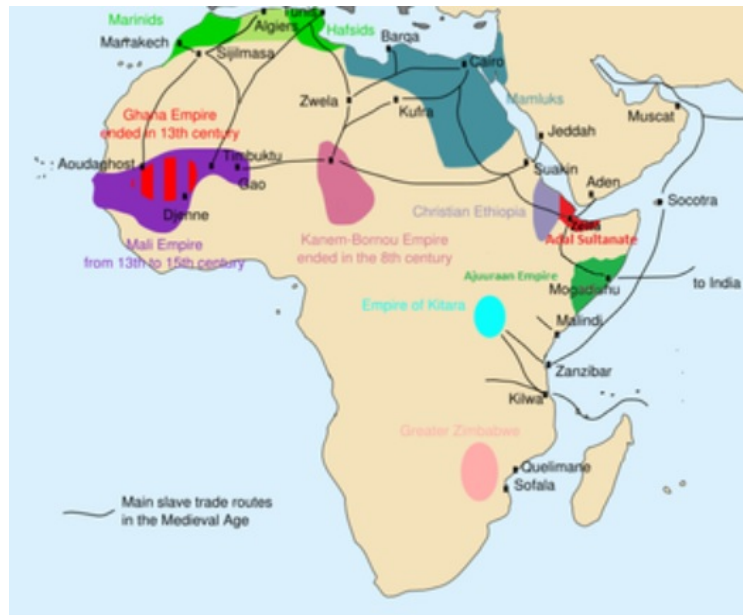 Marinids
Tunis
Algiers
Hafsids
Marrakech
Sijilmasa
Barqa
Cairo
Zwela
Kufra
Mamluks
Muscat
Ghana Empire
ended in 13th century
Jeddah
Aoudaghost
Timbuktu
Gao
Suakin
Aden
Socotra
Djenne
Christian Ethiopia
Zeila
Adal Sultanate
Mali Empire
from 13th to 15th century
Kanem-Bornou Empire
ended in the 8th century
Ajuuraan Empire
Mogadishu
to India
Empire of Kitara
Malindi
Zanzibar
Kilwa
Greater Zimbabwe
Quelimane
Sofala
Main slave trade routes
in the Medieval Age